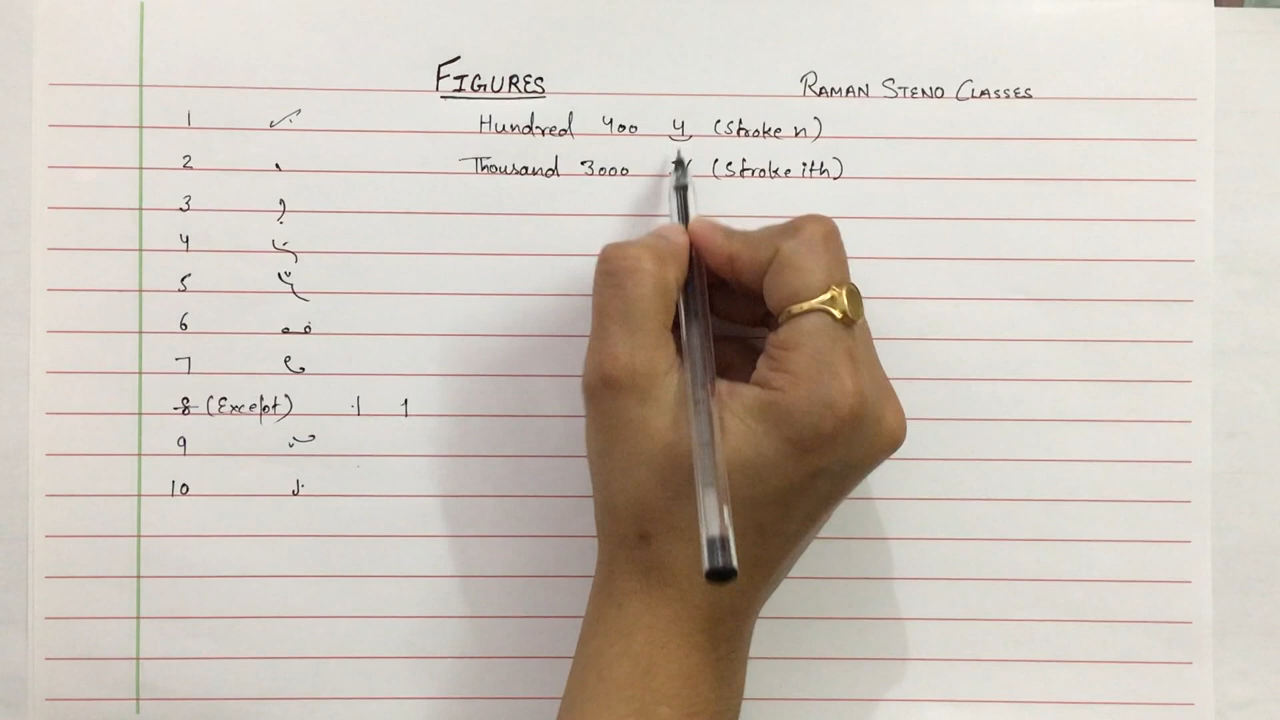 FIGURES
RAMAN STENO CLASSES
1
2
3
4
5
6
7
8 (Except)
9
10
Hundred 400 4 (Stroke n)
Thousand 3000 (Stroke ith)